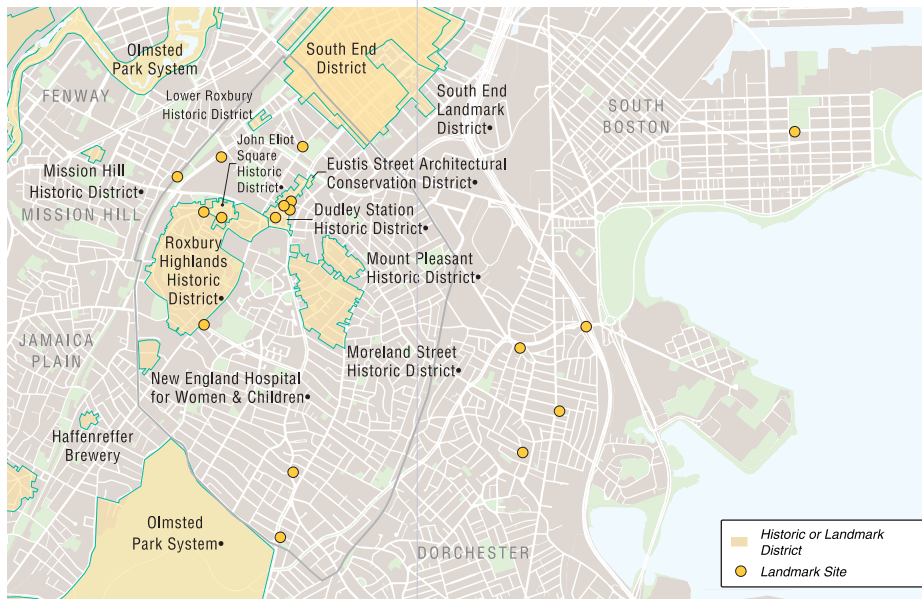 Olmsted
Park System
South End
District
FENWAY
Lower Roxbury
Historic District
South End
Landmark
District•
SOUTH
BOSTON
John Eliot
Square
Historic
District•
Mission Hill
Historic District•
MISSION HILL
Eustis Street Architectural
Conservation District•
Dudley Station
Historic District•
Roxbury
Highlands
Historic
District•
Mount Pleasant
Historic District•
JAMAICA
PLAIN
Moreland Street
Historic District•
New England Hospital
for Women & Children•
Haffenreffer
Brewery
Olmsted
Park System•
DORCHESTER
Historic or Landmark
District
Landmark Site